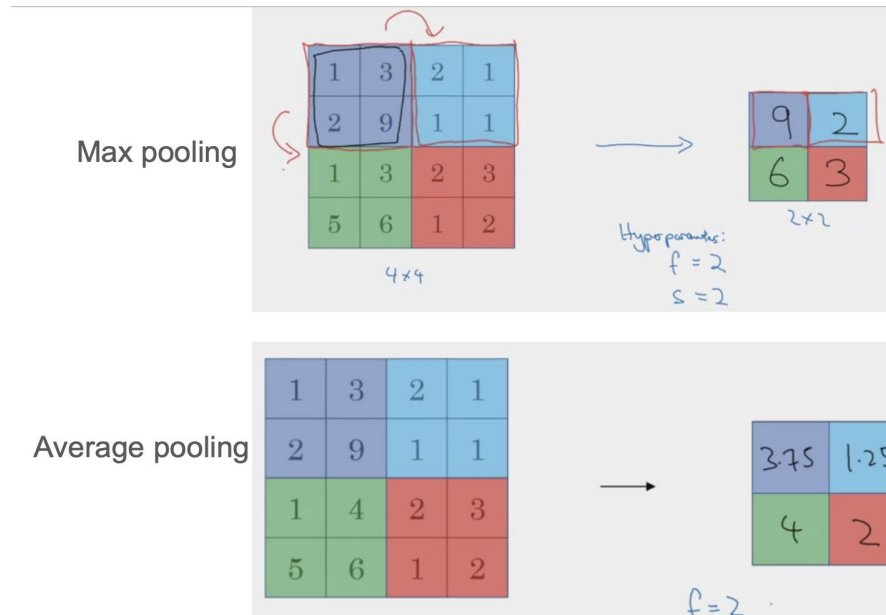 Max pooling
1 3 2 1
2 9 1 1
1 3 2 3
5 6 1 2
4×4
9 2
6 3
2×2
Hyperparameters:
f = 2
s = 2
Average pooling
1 3 2 1
2 9 1 1
1 4 2 3
5 6 1 2
3.75 1.25
4 2
f = 2